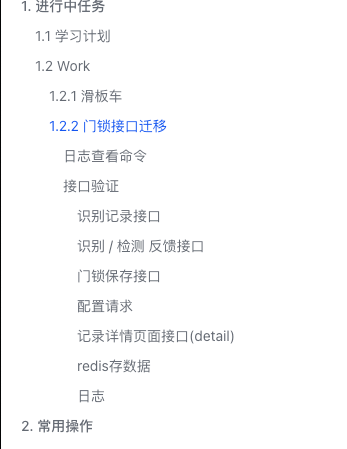 1. 进行中任务
1.1 学习计划
1.2 Work
1.2.1 滑板车
1.2.2 门锁接口迁移
日志查看命令
接口验证
识别记录接口
识别 / 检测 反馈接口
门锁保存接口
配置请求
记录详情页面接口(detail)
redis存数据
日志
2. 常用操作